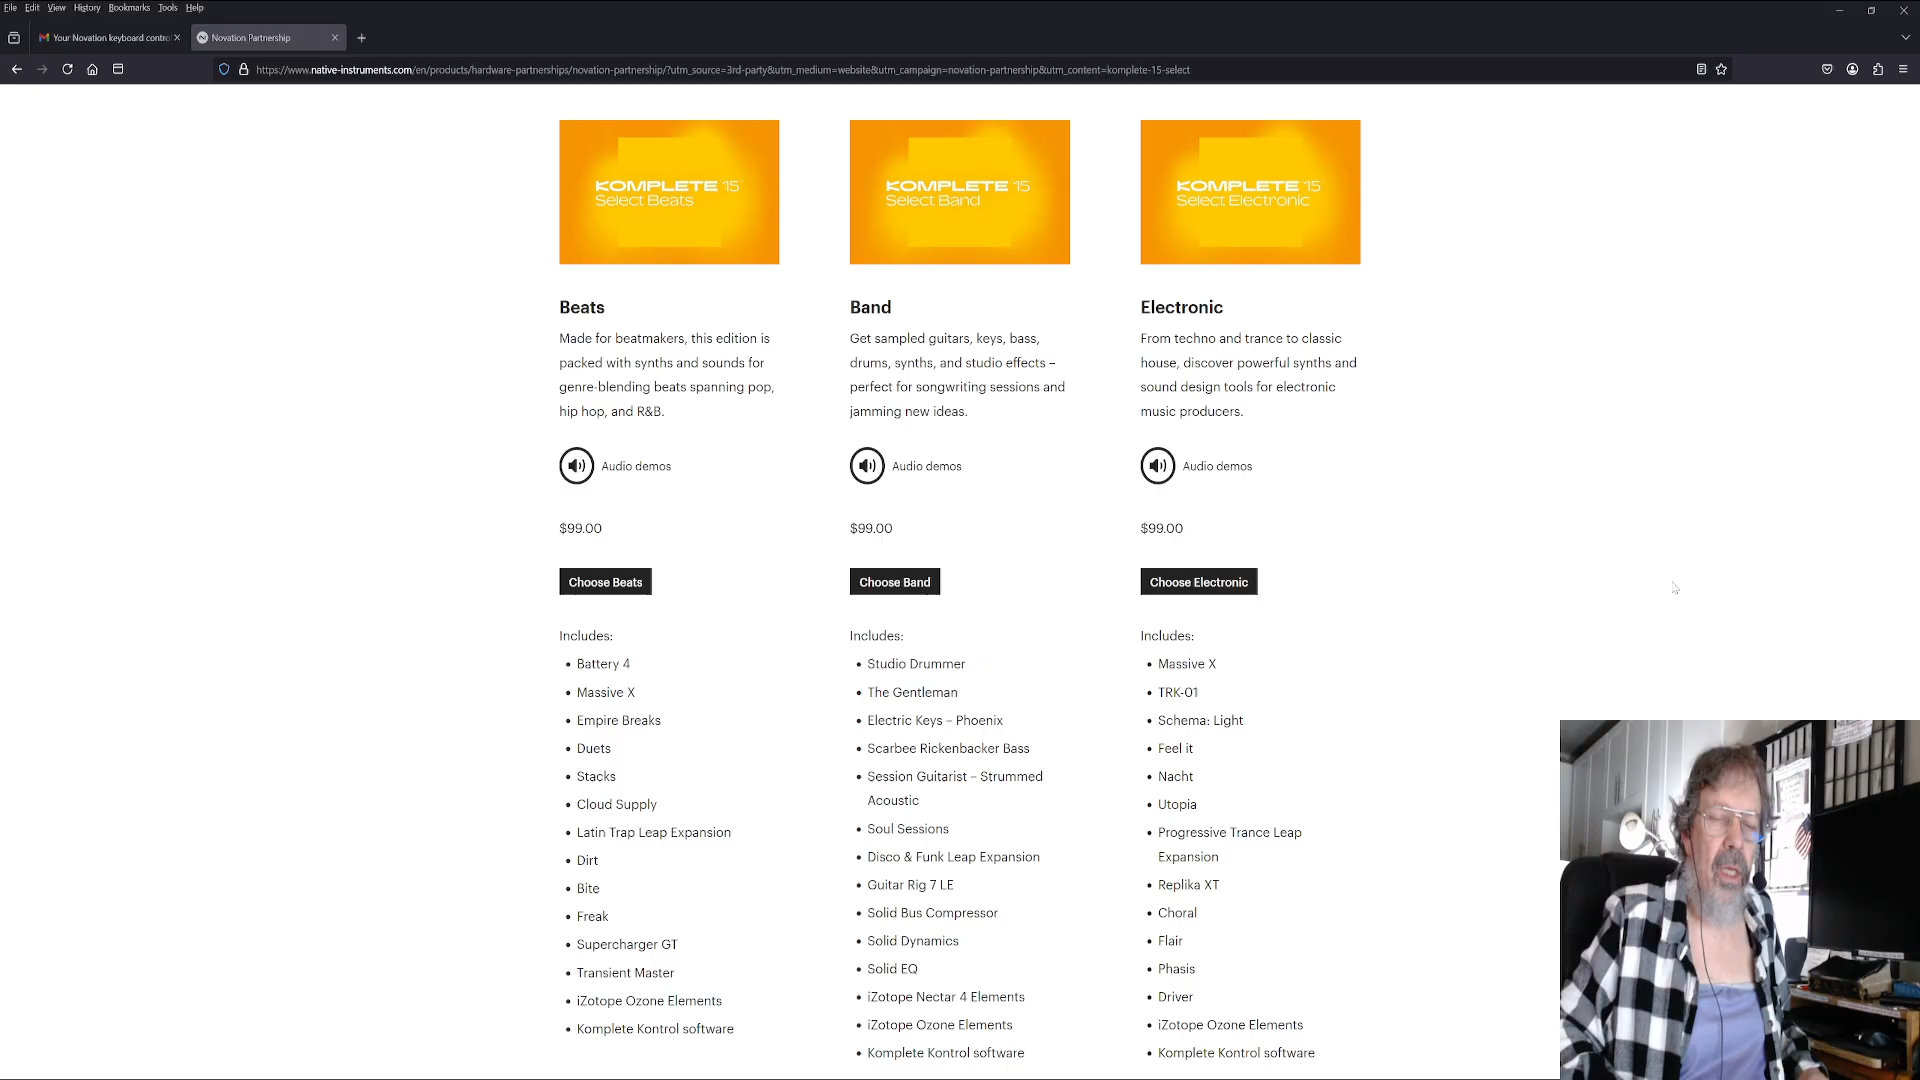 File Edit View History Bookmarks Tools Help
Your Novation keyboard contro
Novation Partnership
https://www.native-instruments.com/en/products/hardware-partnerships/novation-partnership/?utm_source=3rd-party&utm_medium=website&utm_campaign=novation-partnership&utm_content=komplete-15-select
KOMPLETE 15
Select Beats
Beats
Made for beatmakers, this edition is
packed with synths and sounds for
genre-blending beats spanning pop,
hip hop, and R&B.
Audio demos
$99.00
Choose Beats
Includes:
• Battery 4
• Massive X
• Empire Breaks
• Duets
• Stacks
• Cloud Supply
• Latin Trap Leap Expansion
• Dirt
• Bite
• Freak
• Supercharger GT
• Transient Master
• iZotope Ozone Elements
• Komplete Kontrol software
KOMPLETE 15
Select Band
Band
Get sampled guitars, keys, bass,
drums, synths, and studio effects –
perfect for songwriting sessions and
jamming new ideas.
Audio demos
$99.00
Choose Band
Includes:
• Studio Drummer
• The Gentleman
• Electric Keys – Phoenix
• Scarbee Rickenbacker Bass
• Session Guitarist – Strummed
Acoustic
• Soul Sessions
• Disco & Funk Leap Expansion
• Guitar Rig 7 LE
• Solid Bus Compressor
• Solid Dynamics
• Solid EQ
• iZotope Nectar 4 Elements
• iZotope Ozone Elements
• Komplete Kontrol software
KOMPLETE 15
Select Electronic
Electronic
From techno and trance to classic
house, discover powerful synths and
sound design tools for electronic
music producers.
Audio demos
$99.00
Choose Electronic
Includes:
• Massive X
• TRK-01
• Schema: Light
• Feel it
• Nacht
• Utopia
• Progressive Trance Leap
Expansion
• Replika XT
• Choral
• Flair
• Phasis
• Driver
• iZotope Ozone Elements
• Komplete Kontrol software